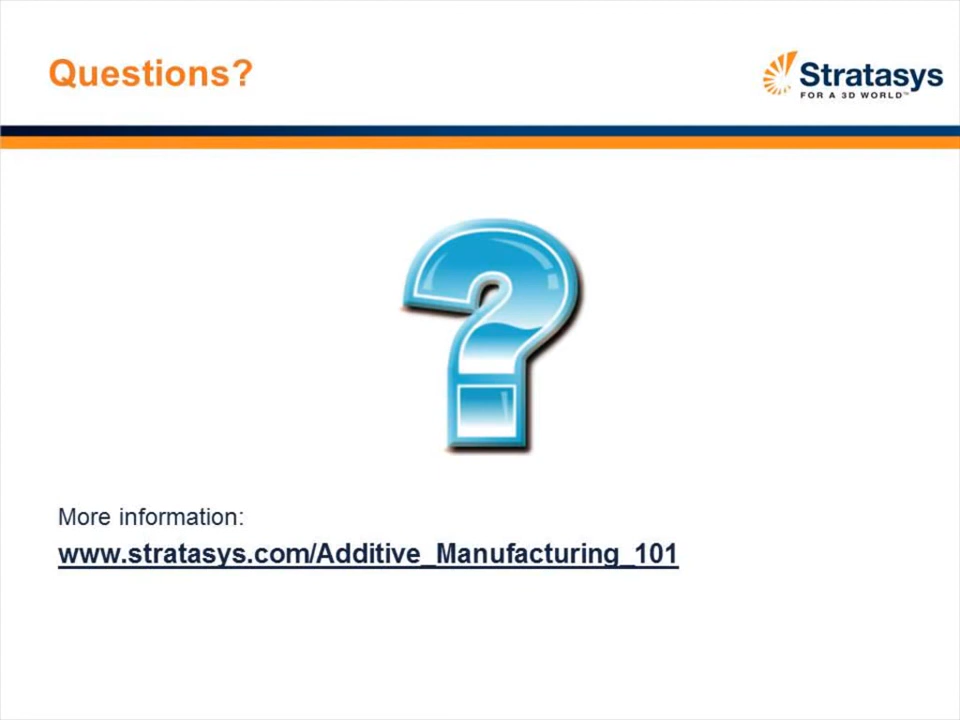 Questions?
Stratasys
FOR A 3D WORLD™
?
More information:
www.stratasys.com/Additive_Manufacturing_101